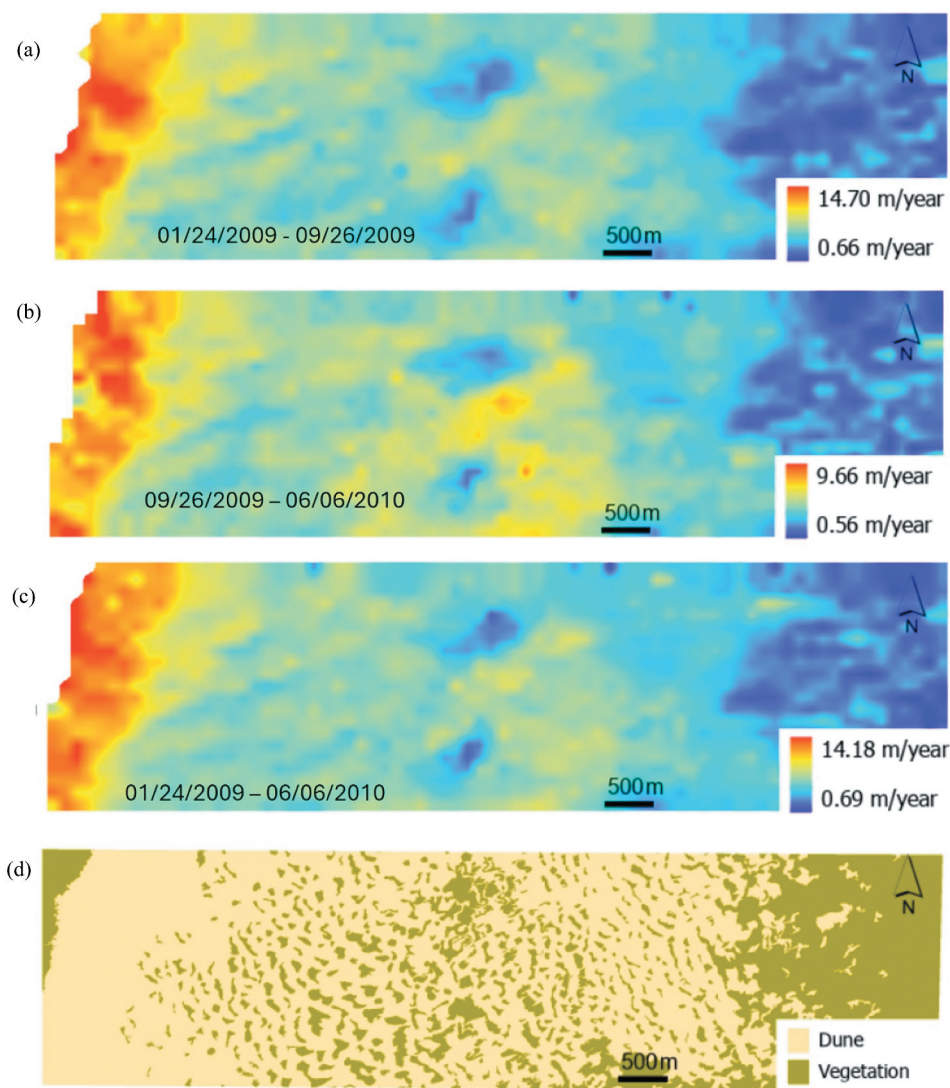 (a)
N
01/24/2009 - 09/26/2009
500m
14.70 m/year
0.66 m/year
(b)
N
09/26/2009 – 06/06/2010
500m
9.66 m/year
0.56 m/year
(c)
N
01/24/2009 – 06/06/2010
500m
14.18 m/year
0.69 m/year
(d)
N
500m
Dune
Vegetation